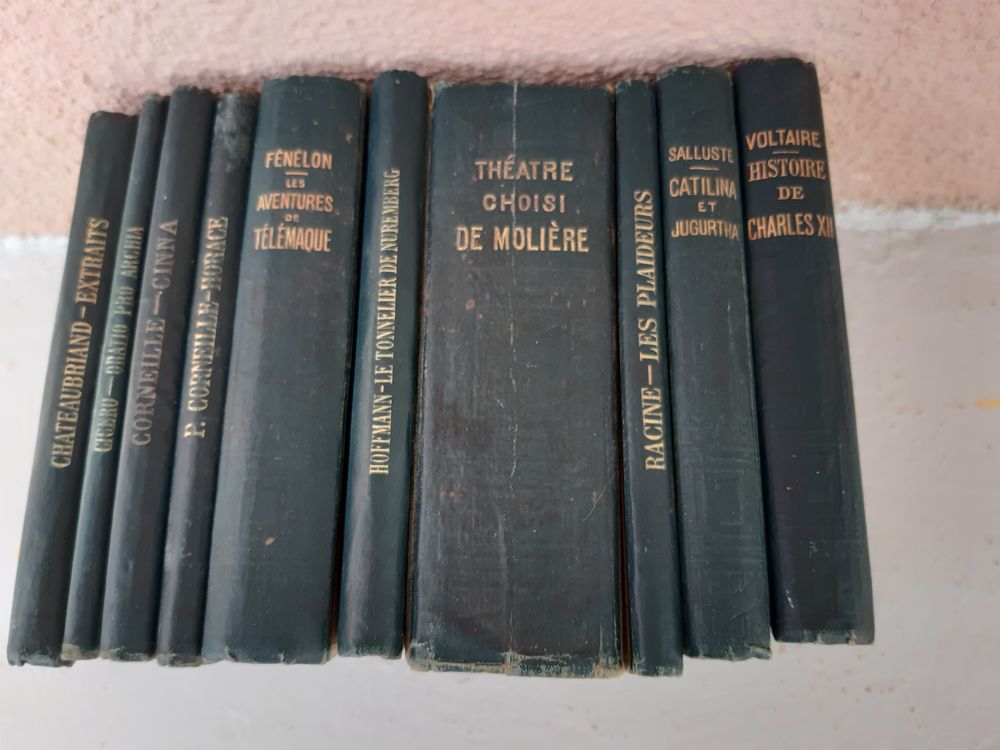 CHATEAUBRIAND - EXTRAITS
CICERO - ORATIO PRO ARCHIA
CORNEILLE - CINNA
P. CORNEILLE - HORACE
FÉNÉLON
LES
AVENTURES
DE
TÉLÉMAQUE
HOFFMANN - LE TONNELIER DE NUREMBERG
THÉATRE
CHOISI
DE MOLIÈRE
RACINE - LES PLAIDEURS
SALLUSTE
CATILINA
ET
JUGURTHA
VOLTAIRE
HISTOIRE
DE
CHARLES XII